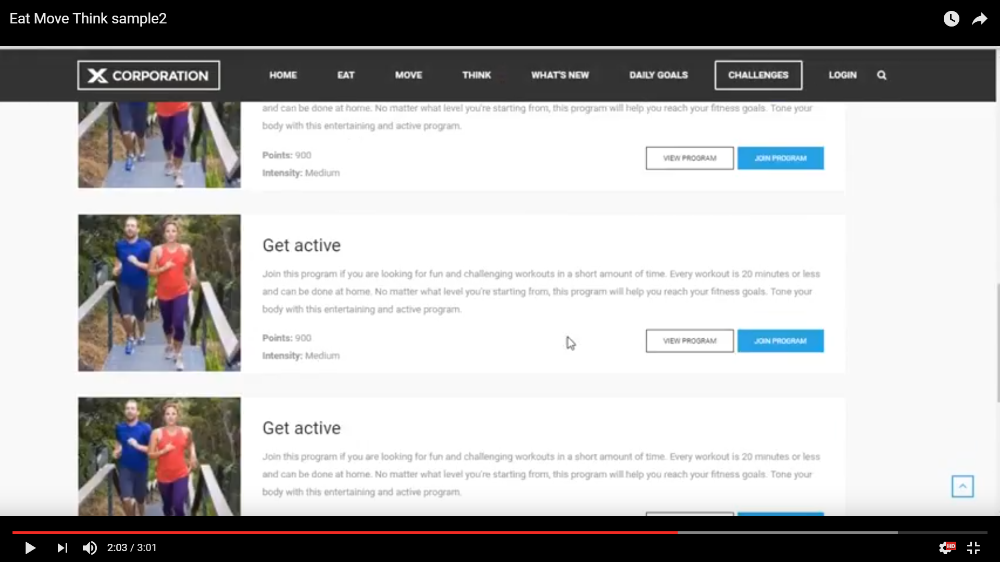 Eat Move Think sample2
X CORPORATION
HOME EAT MOVE THINK WHAT'S NEW DAILY GOALS CHALLENGES LOGIN
and can be done at home. No matter what level you're starting from, this program will help you reach your fitness goals. Tone your
body with this entertaining and active program.
Points: 900
VIEW PROGRAM JOIN PROGRAM
Intensity: Medium
Get active
Join this program if you are looking for fun and challenging workouts in a short amount of time. Every workout is 20 minutes or less
and can be done at home. No matter what level you're starting from, this program will help you reach your fitness goals. Tone your
body with this entertaining and active program.
Points: 900
VIEW PROGRAM JOIN PROGRAM
Intensity: Medium
Get active
Join this program if you are looking for fun and challenging workouts in a short amount of time. Every workout is 20 minutes or less
and can be done at home. No matter what level you're starting from, this program will help you reach your fitness goals. Tone your
body with this entertaining and active program.
2:03 / 3:01 HD